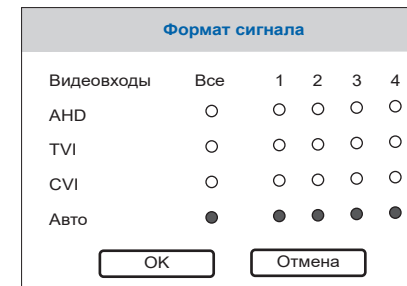 Формат сигнала
Видеовходы Все 1 2 3 4
AHD
TVI
CVI
Авто
OK Отмена